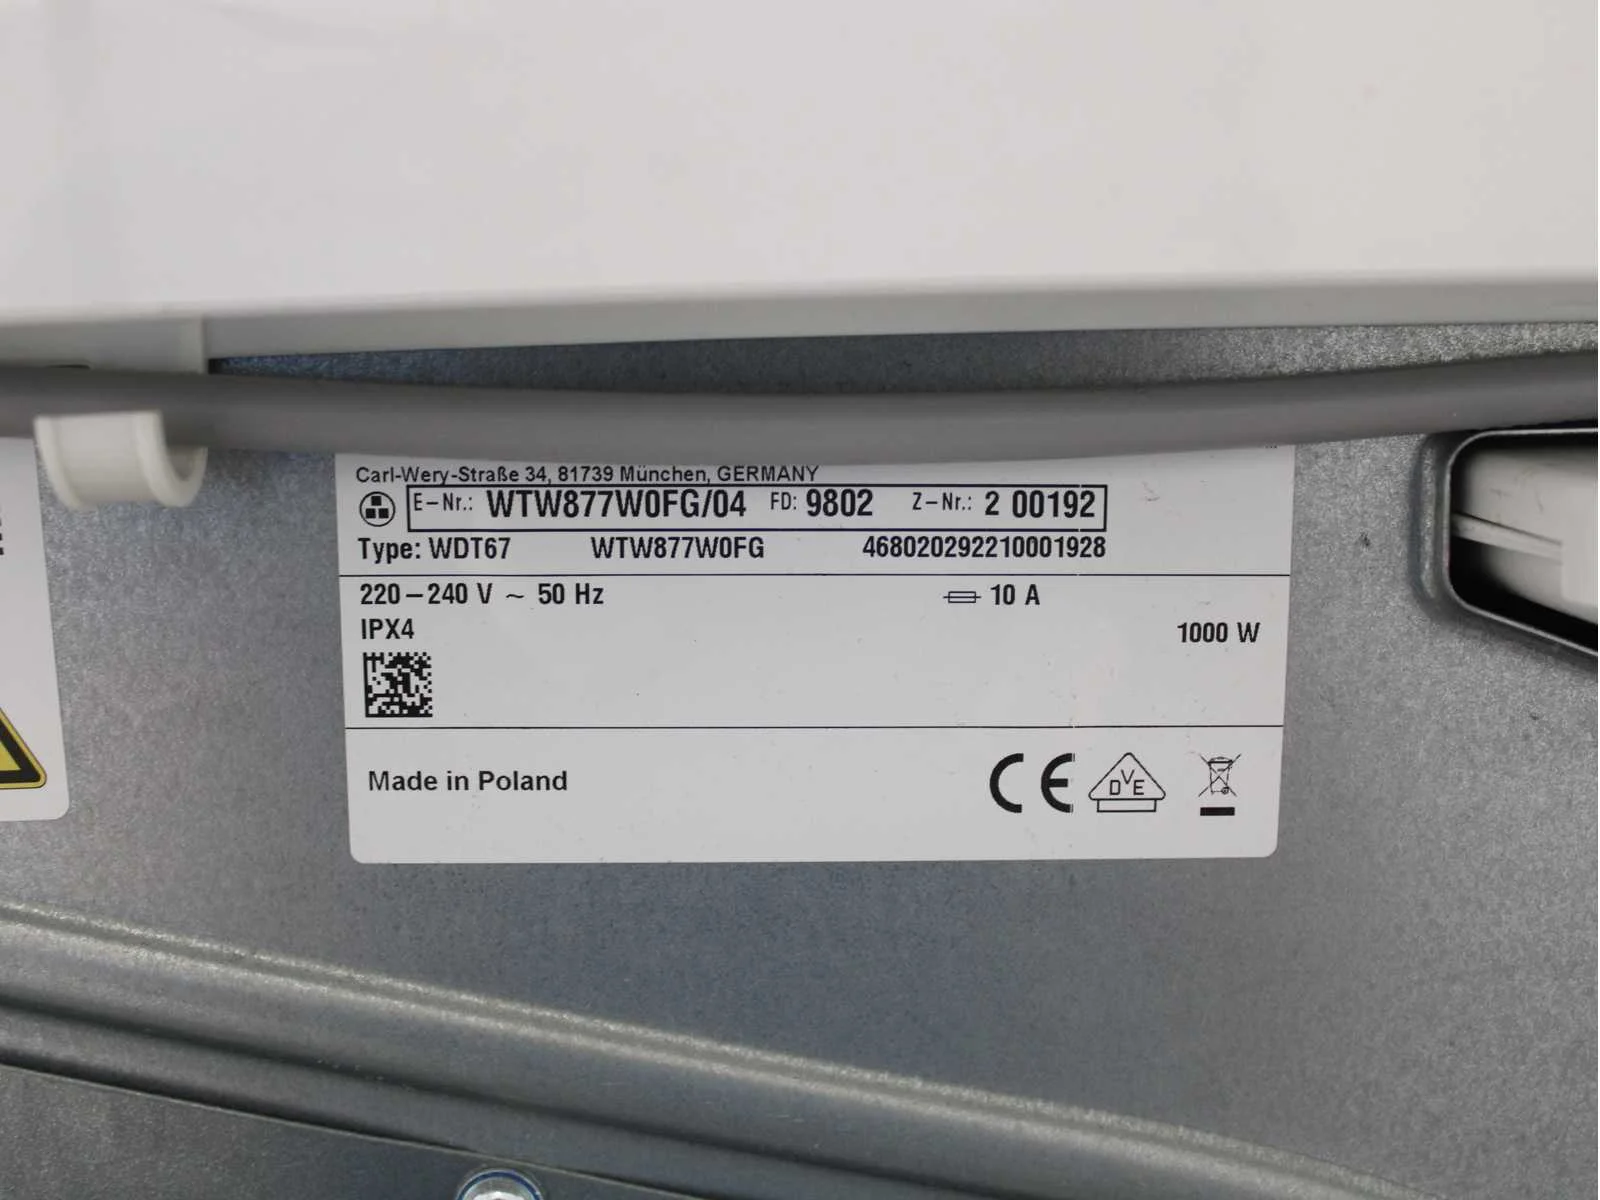 Carl-Wery-Straße 34, 81739 München, GERMANY
E-Nr.: WTW877W0FG/04 FD: 9802 Z-Nr.: 2 00192
Type: WDT67 WTW877W0FG 468020292210001928
220-240 V ~ 50 Hz 10 A
IPX4
1000 W
Made in Poland
CE DVE